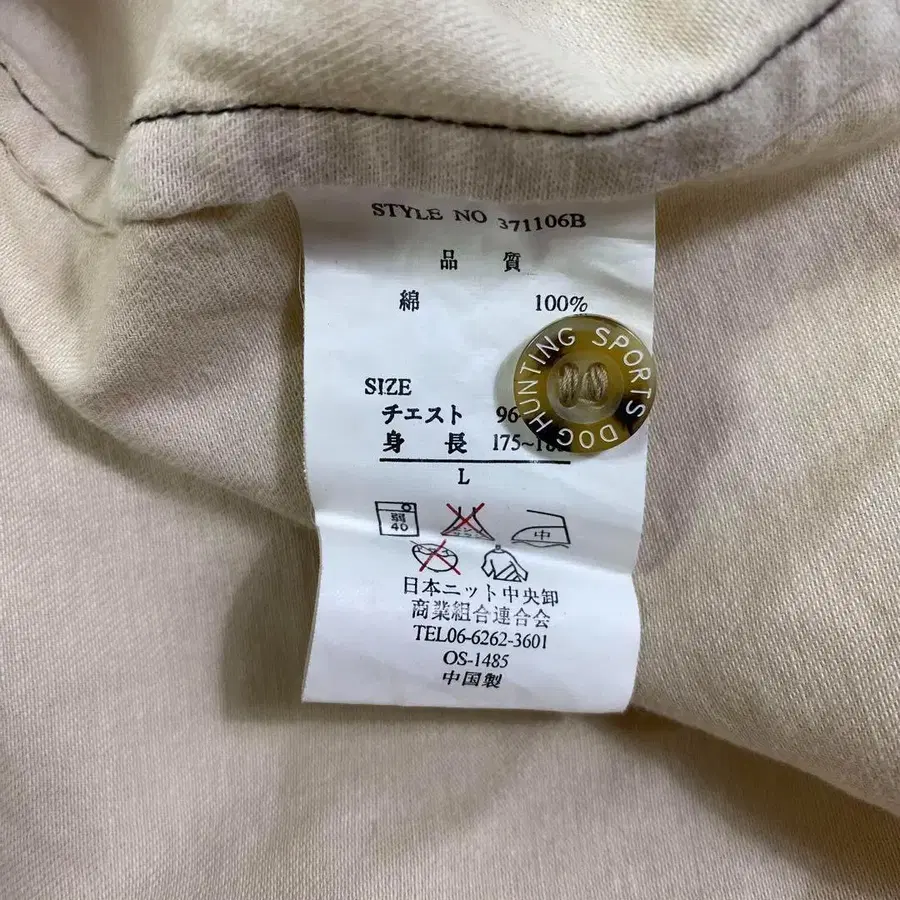 STYLE NO 371106B
品 質
綿 100%
HUNTING SPORTS DOG
SIZE
チエスト 96
身 長 175~
L
弱
40
中
日本ニット中央卸
商業組合連合会
TEL06-6262-3601
OS-1485
中国製